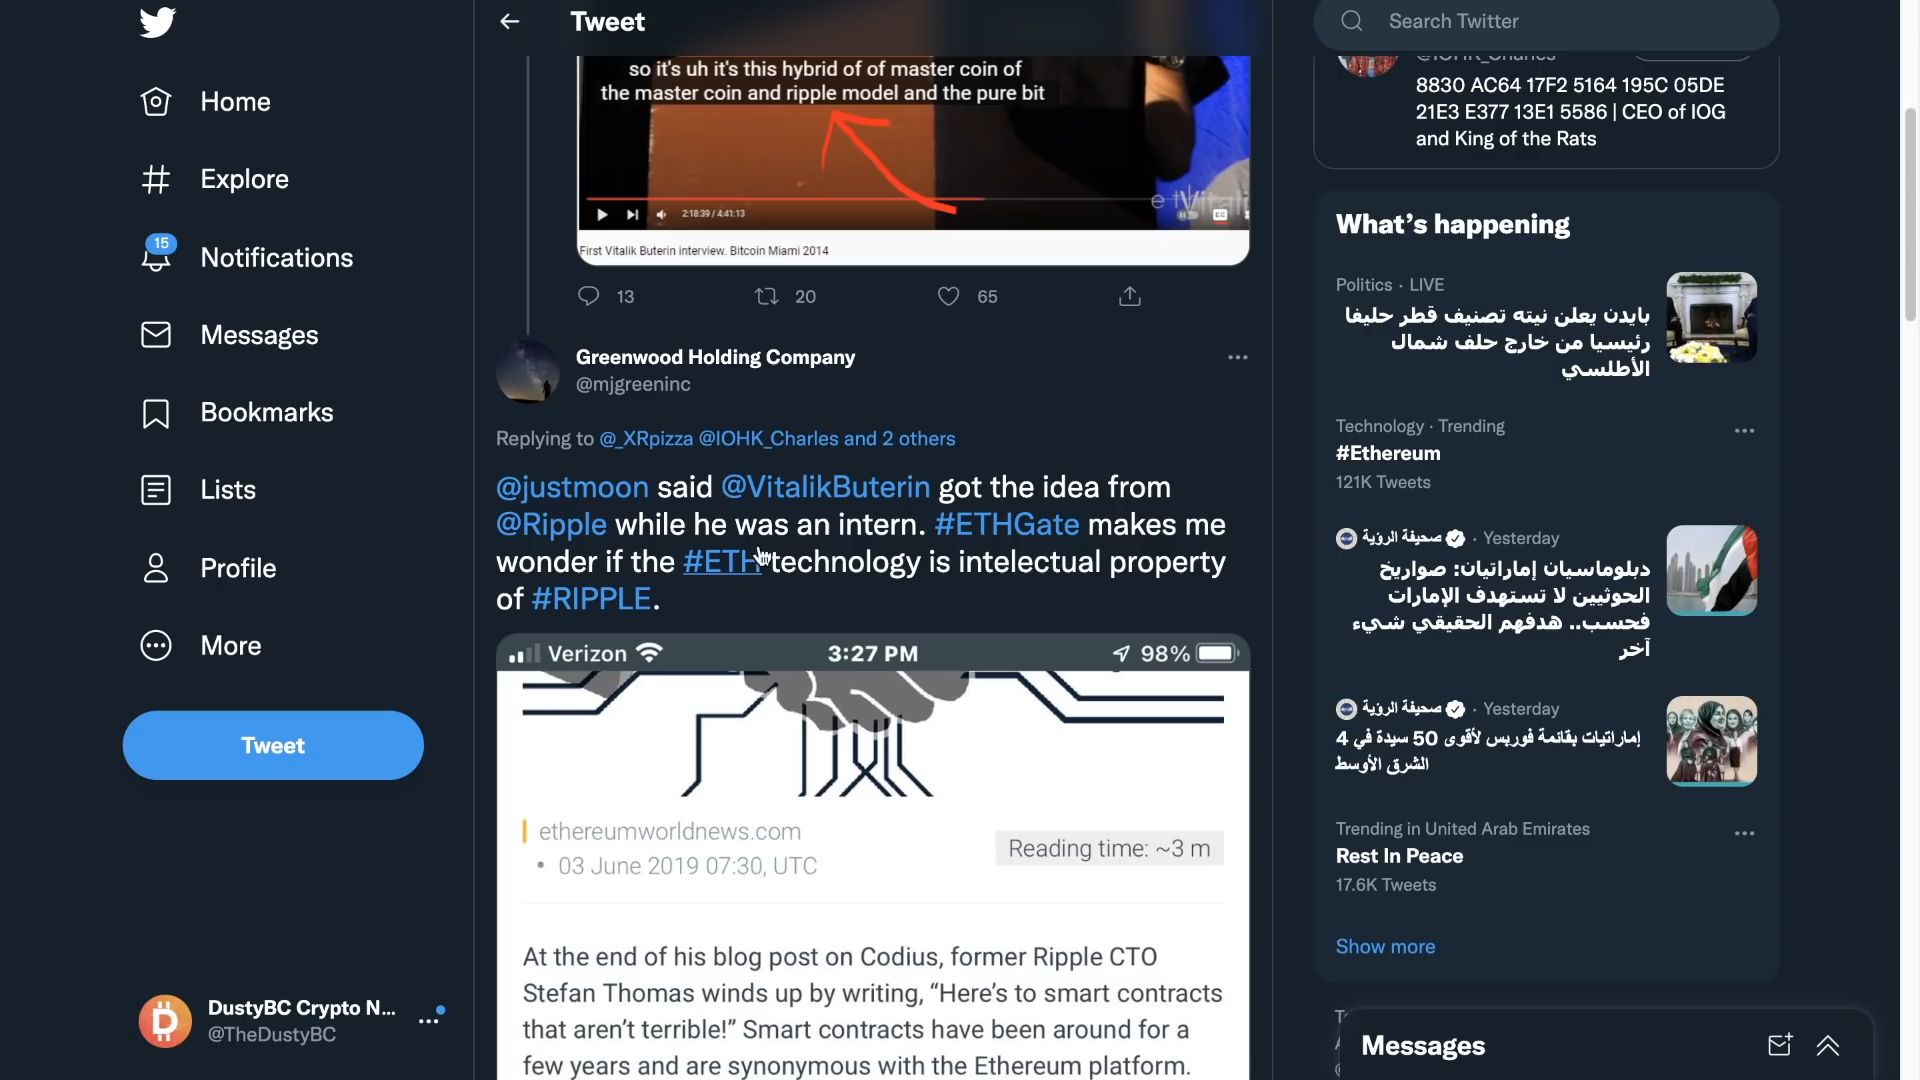 Home
Explore
15
Notifications
Messages
Bookmarks
Lists
Profile
More
Tweet
DustyBC Crypto N...
@TheDustyBC
Tweet
so it's uh it's this hybrid of of master coin of
the master coin and ripple model and the pure bit
2:18:39 / 4:41:13
First Vitalik Buterin interview. Bitcoin Miami 2014
13
20
65
Greenwood Holding Company
@mjgreeninc
Replying to @_XRpizza @IOHK_Charles and 2 others
@justmoon said @VitalikButerin got the idea from
@Ripple while he was an intern. #ETHGate makes me
wonder if the #ETH technology is intelectual property
of #RIPPLE.
Verizon
3:27 PM
98%
ethereumworldnews.com
• 03 June 2019 07:30, UTC
Reading time: ~3 m
At the end of his blog post on Codius, former Ripple CTO
Stefan Thomas winds up by writing, “Here’s to smart contracts
that aren’t terrible!” Smart contracts have been around for a
few years and are synonymous with the Ethereum platform.
Search Twitter
@IOHK_Charles
8830 AC64 17F2 5164 195C 05DE
21E3 E377 13E1 5586 | CEO of IOG
and King of the Rats
What’s happening
Politics · LIVE
بايدن يعلن نيته تصنيف قطر حليفا
رئيسيا من خارج حلف شمال
الأطلسي
Technology · Trending
#Ethereum
121K Tweets
صحيفة الرؤية · Yesterday
دبلوماسيان إماراتيان: صواريخ
الحوثيين لا تستهدف الإمارات
فحسب.. هدفهم الحقيقي شيء
آخر
صحيفة الرؤية · Yesterday
إماراتيات بقائمة فوربس لأقوى 50 سيدة في 4
الشرق الأوسط
Trending in United Arab Emirates
Rest In Peace
17.6K Tweets
Show more
Messages